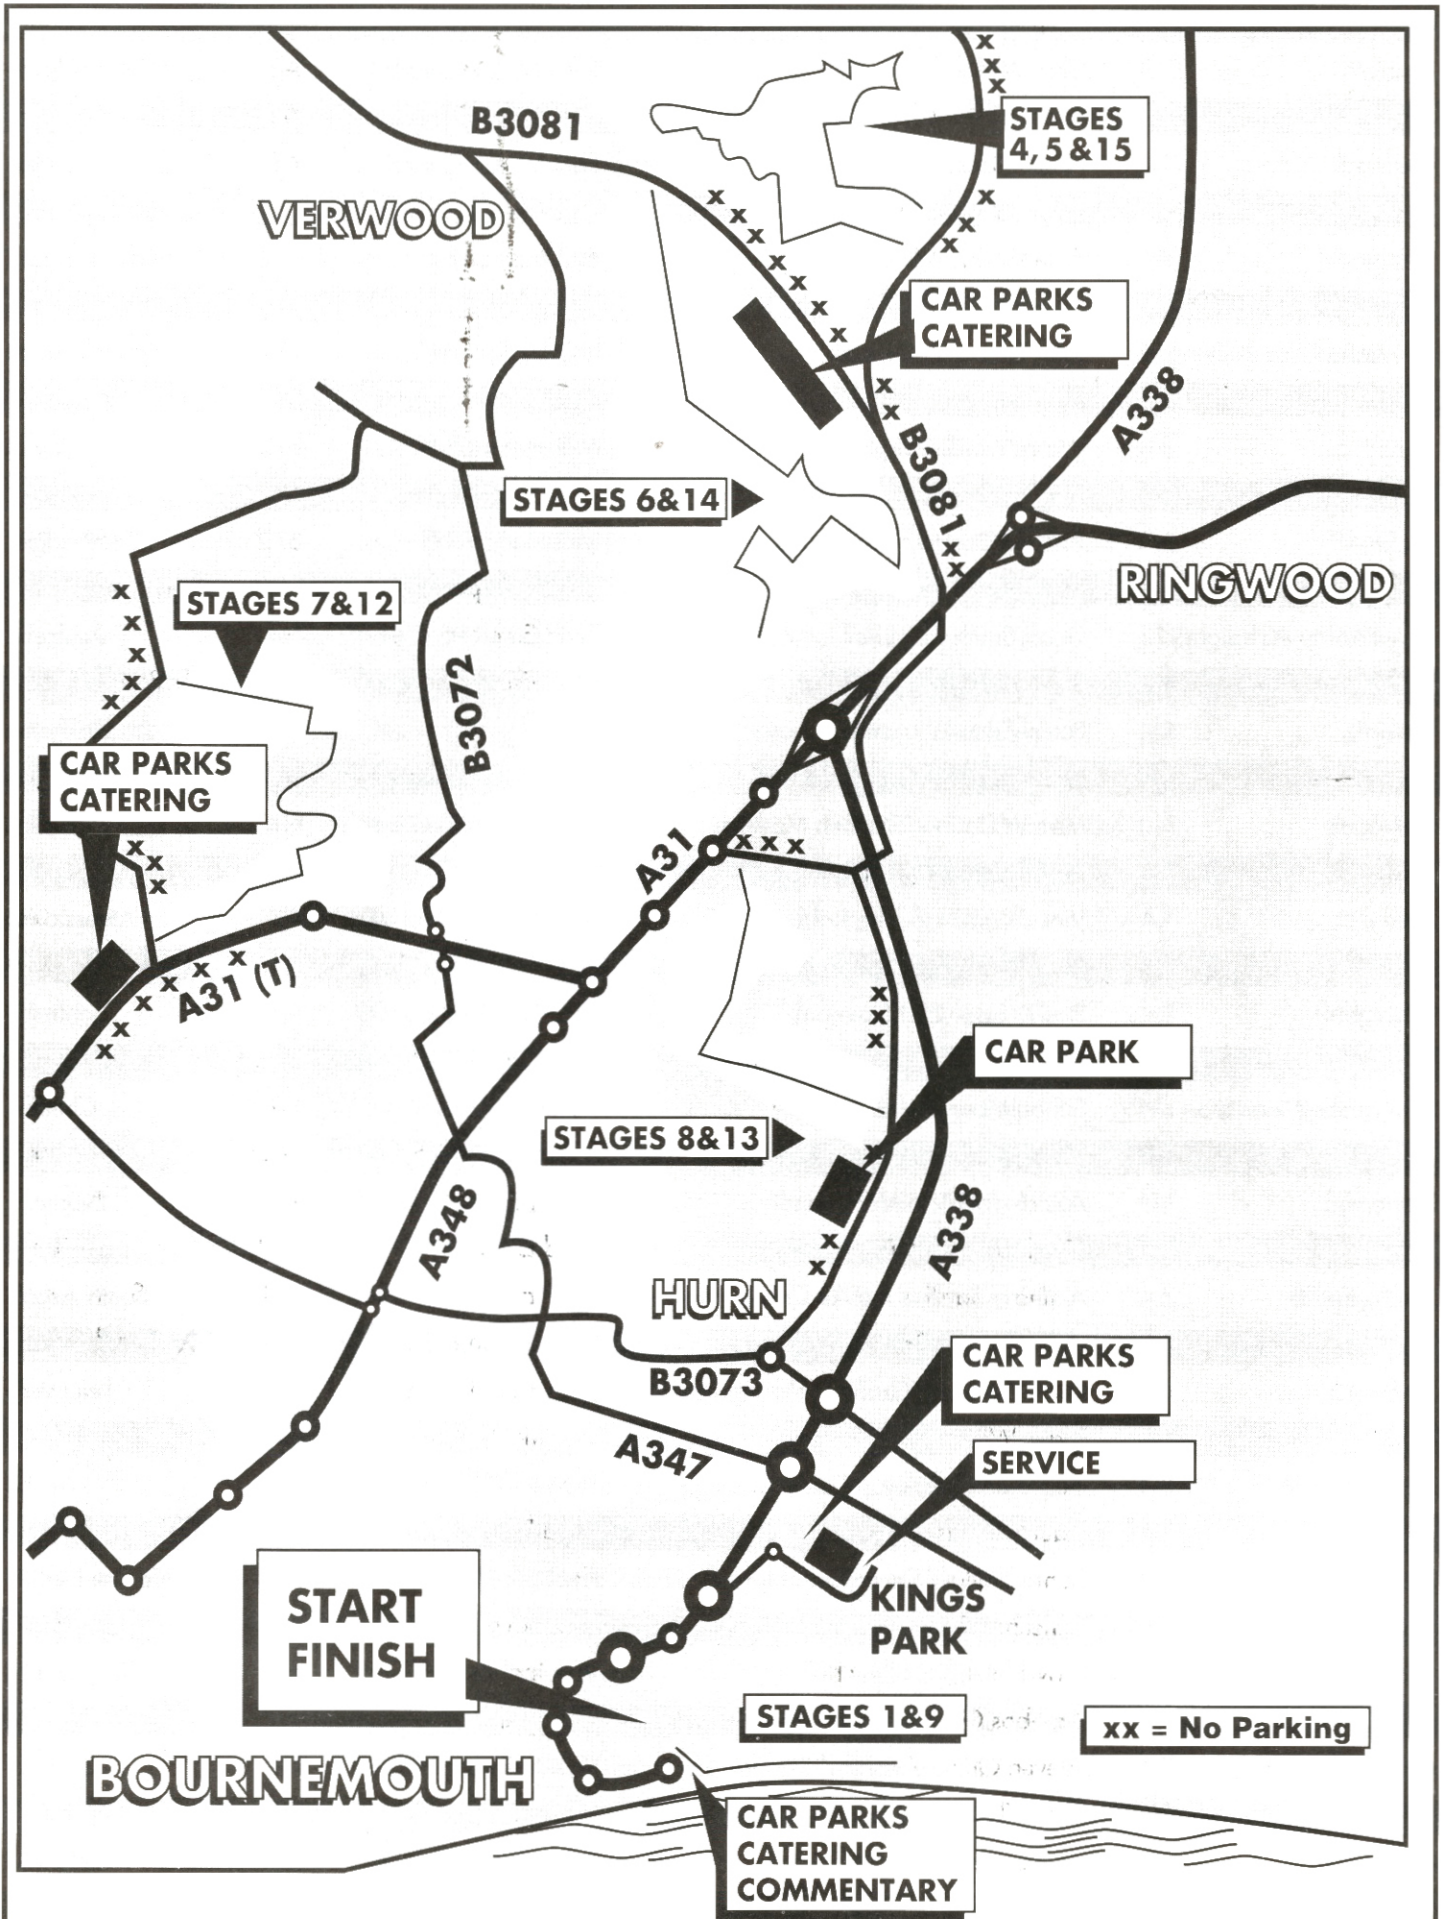 B3081
STAGES
4, 5 & 15
VERWOOD
CAR PARKS
CATERING
A338
B3081
STAGES 6&14
RINGWOOD
STAGES 7&12
B3072
CAR PARKS
CATERING
A31
A31 (T)
CAR PARK
STAGES 8&13
A348
A338
HURN
CAR PARKS
CATERING
B3073
A347
SERVICE
START
FINISH
KINGS
PARK
STAGES 1&9
xx = No Parking
BOURNEMOUTH
CAR PARKS
CATERING
COMMENTARY